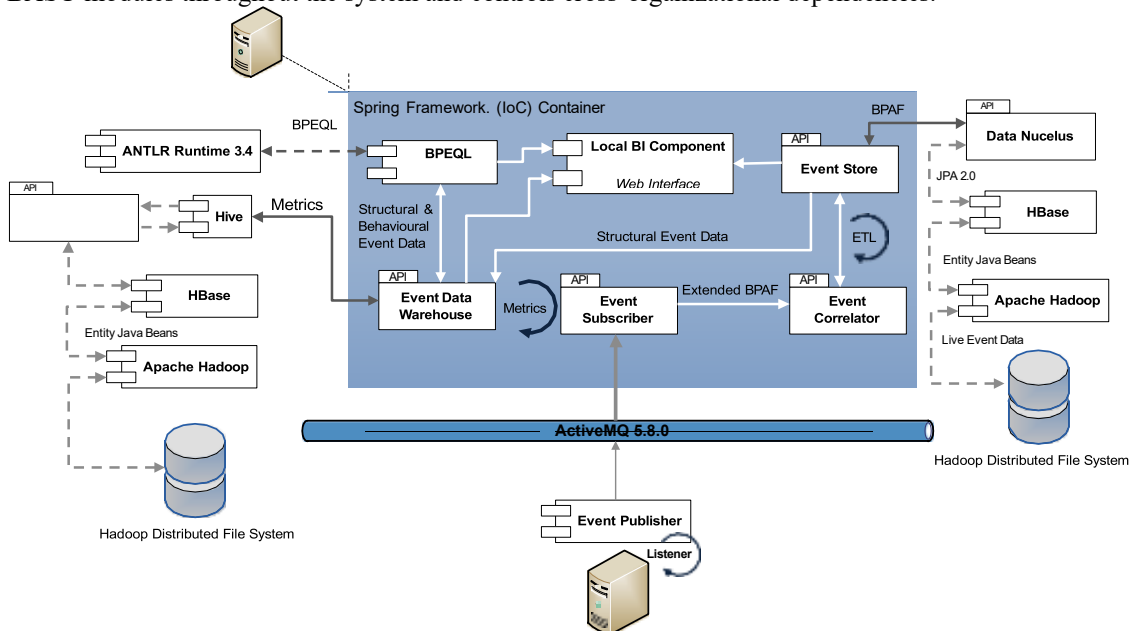 Spring Framework. (IoC) Container
BPAF
API
Data Nucelus
BPEQL
ANTLR Runtime 3.4
BPEQL
Local BI Component
Web Interface
API
Event Store
JPA 2.0
API
Hive
Metrics
Structural &
Behavioural
Event Data
Structural Event Data
ETL
HBase
Entity Java Beans
HBase
API
Event Data
Warehouse
Metrics
API
Event
Subscriber
Extended BPAF
API
Event
Correlator
Apache Hadoop
Entity Java Beans
Apache Hadoop
Live Event Data
ActiveMQ 5.8.0
Hadoop Distributed File System
Hadoop Distributed File System
Event Publisher
Listener